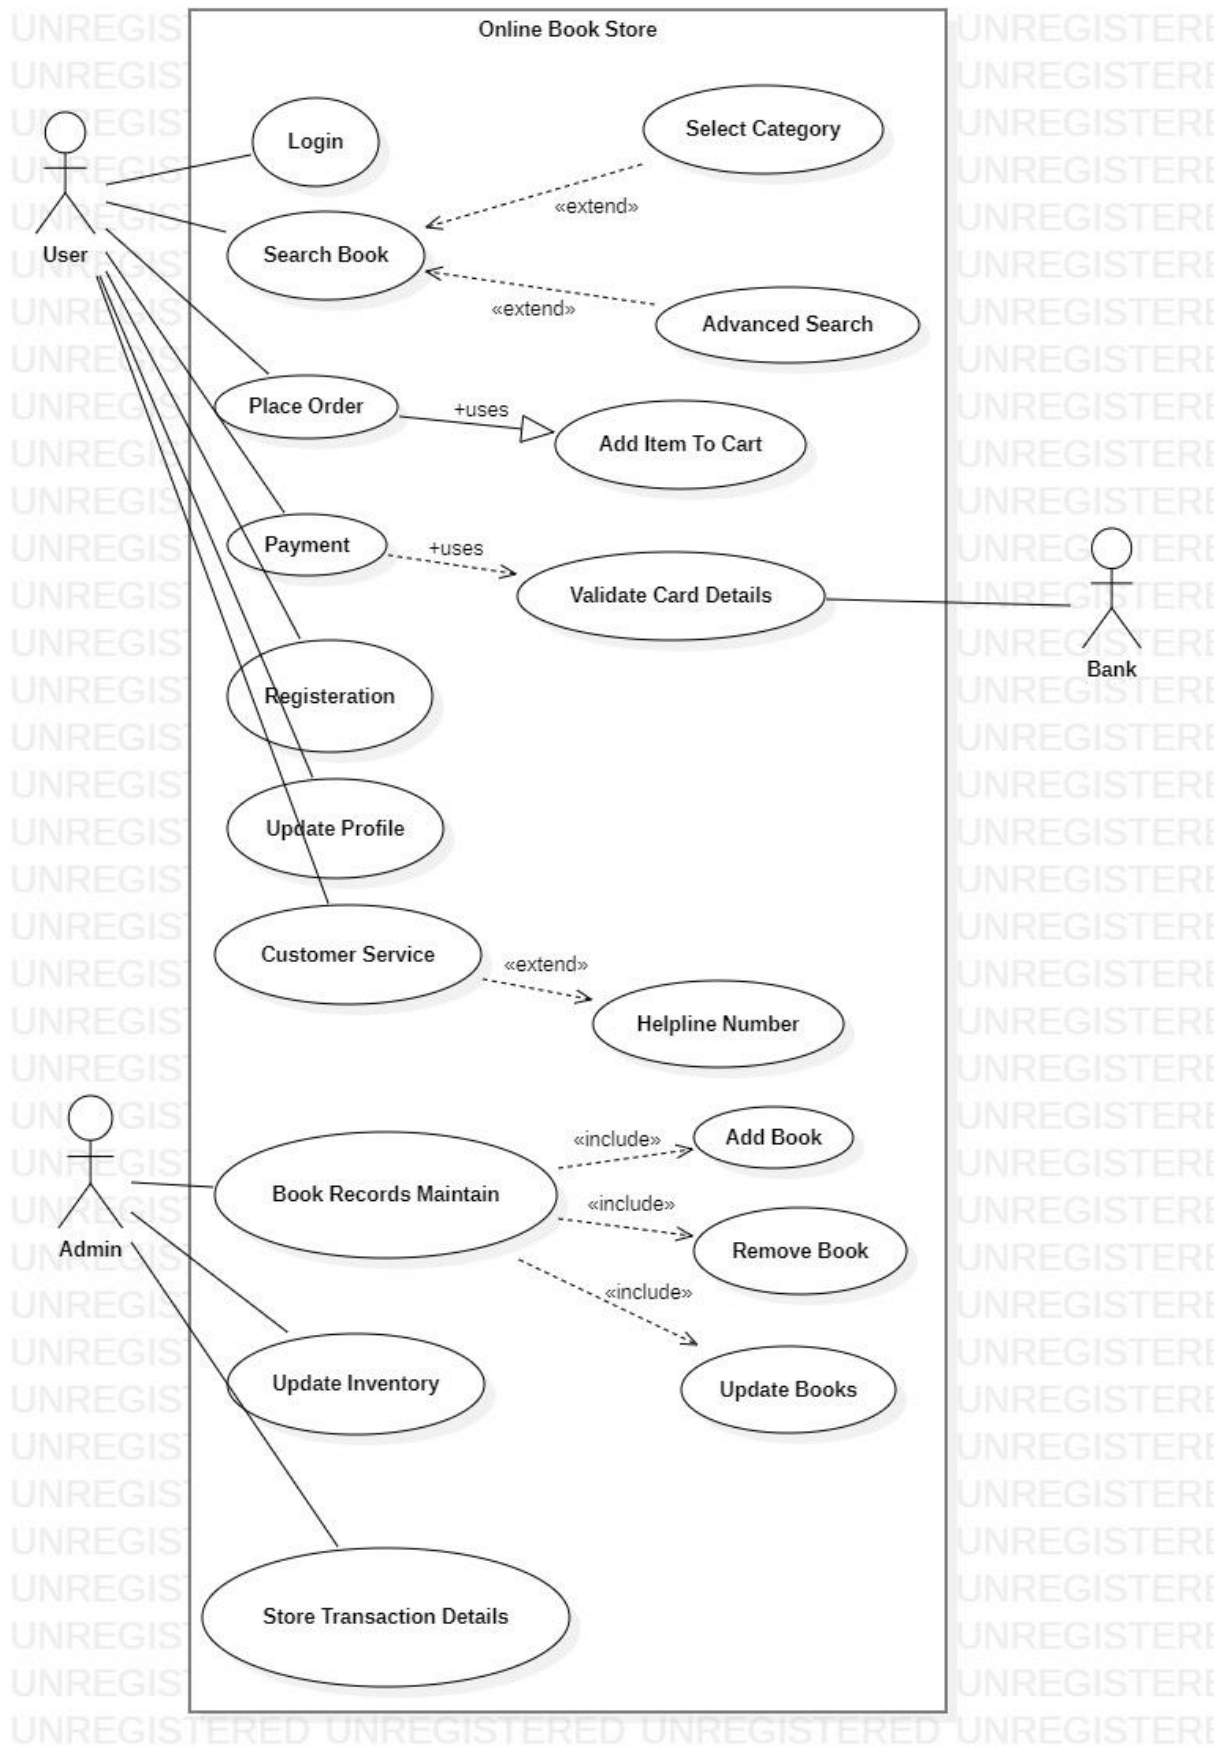 Online Book Store
Login
Select Category
«extend»
User
Search Book
«extend»
Advanced Search
Place Order
+uses
Add Item To Cart
Payment
+uses
Validate Card Details
Bank
Registeration
Update Profile
Customer Service
«extend»
Helpline Number
Admin
Book Records Maintain
«include»
Add Book
«include»
Remove Book
«include»
Update Books
Update Inventory
Store Transaction Details
UNREGISTERED UNREGISTERED UNREGISTERED UNREGISTERE